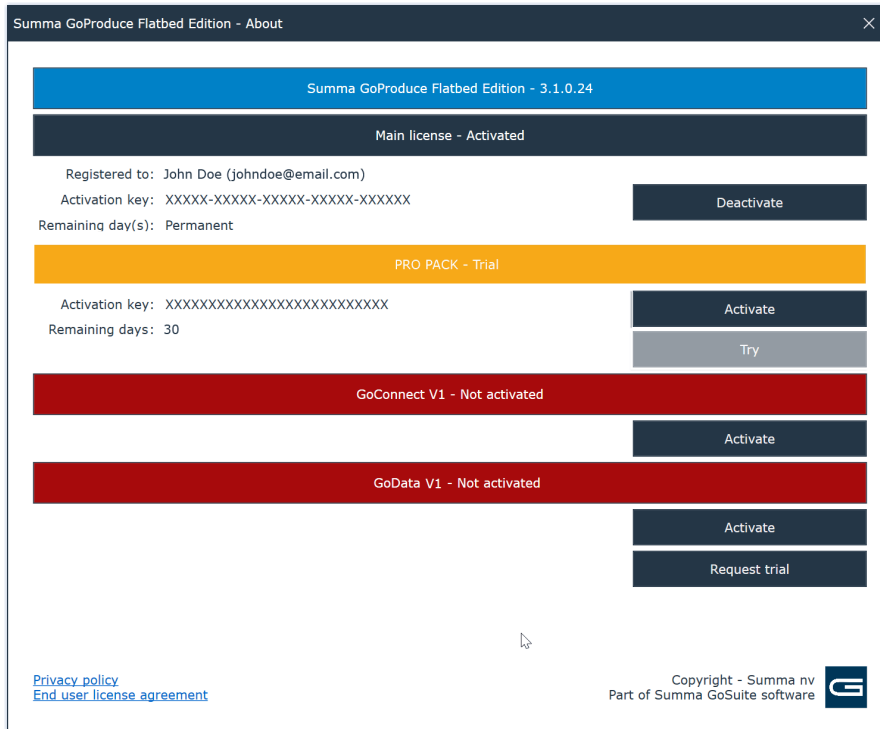 Summa GoProduce Flatbed Edition - About
Summa GoProduce Flatbed Edition - 3.1.0.24
Main license - Activated
Registered to: John Doe (johndoe@email.com)
Activation key: XXXXX-XXXXX-XXXXX-XXXXX-XXXXXX
Deactivate
Remaining day(s): Permanent
PRO PACK - Trial
Activation key: XXXXXXXXXXXXXXXXXXXXXXXXXX
Activate
Remaining days: 30
Try
GoConnect V1 - Not activated
Activate
GoData V1 - Not activated
Activate
Request trial
Privacy policy
End user license agreement
Copyright - Summa nv
Part of Summa GoSuite software